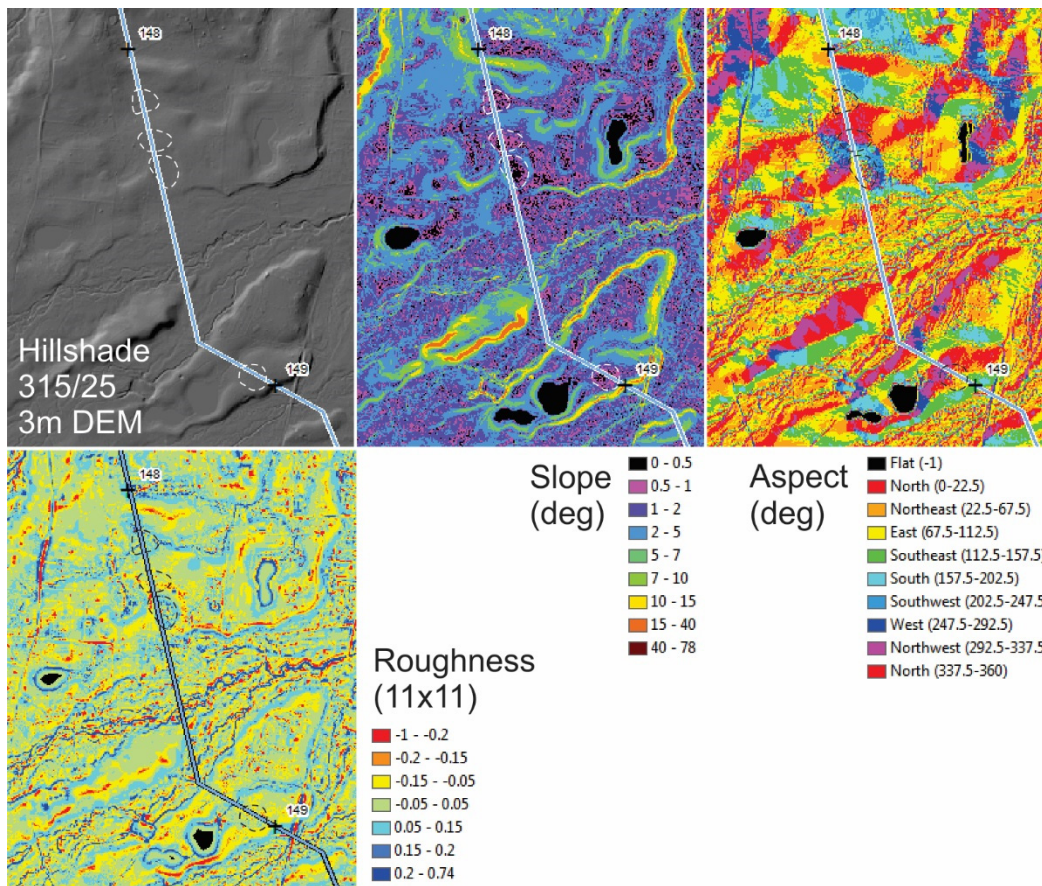 148
149
Hillshade
315/25
3m DEM
148
149
148
149
Slope
(deg)
0 - 0.5
0.5 - 1
1 - 2
2 - 5
5 - 7
7 - 10
10 - 15
15 - 40
40 - 78
Aspect
(deg)
Flat (-1)
North (0-22.5)
Northeast (22.5-67.5)
East (67.5-112.5)
Southeast (112.5-157.5)
South (157.5-202.5)
Southwest (202.5-247.5
West (247.5-292.5)
Northwest (292.5-337.5
North (337.5-360)
148
149
Roughness
(11x11)
-1 - -0.2
-0.2 - -0.15
-0.15 - -0.05
-0.05 - 0.05
0.05 - 0.15
0.15 - 0.2
0.2 - 0.74